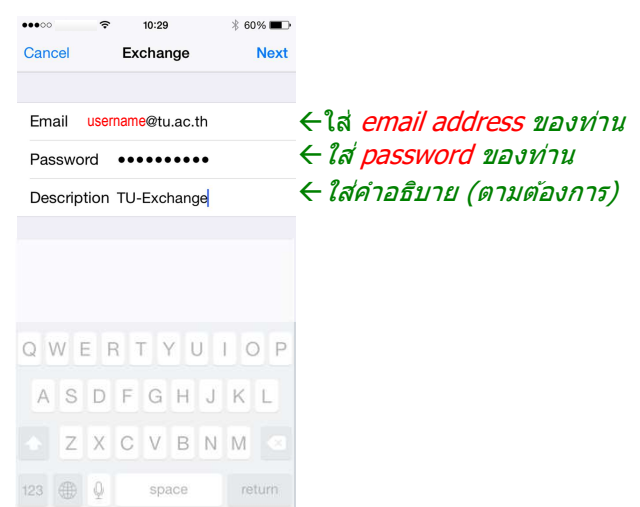 10:29 60%
Cancel Exchange Next
Email username@tu.ac.th ←ใส่ email address ของท่าน
Password ●●●●●●●●●● ←ใส่ password ของท่าน
Description TU-Exchange ←ใส่คำอธิบาย (ตามต้องการ)
Q W E R T Y U I O P
A S D F G H J K L
Z X C V B N M
123 space return